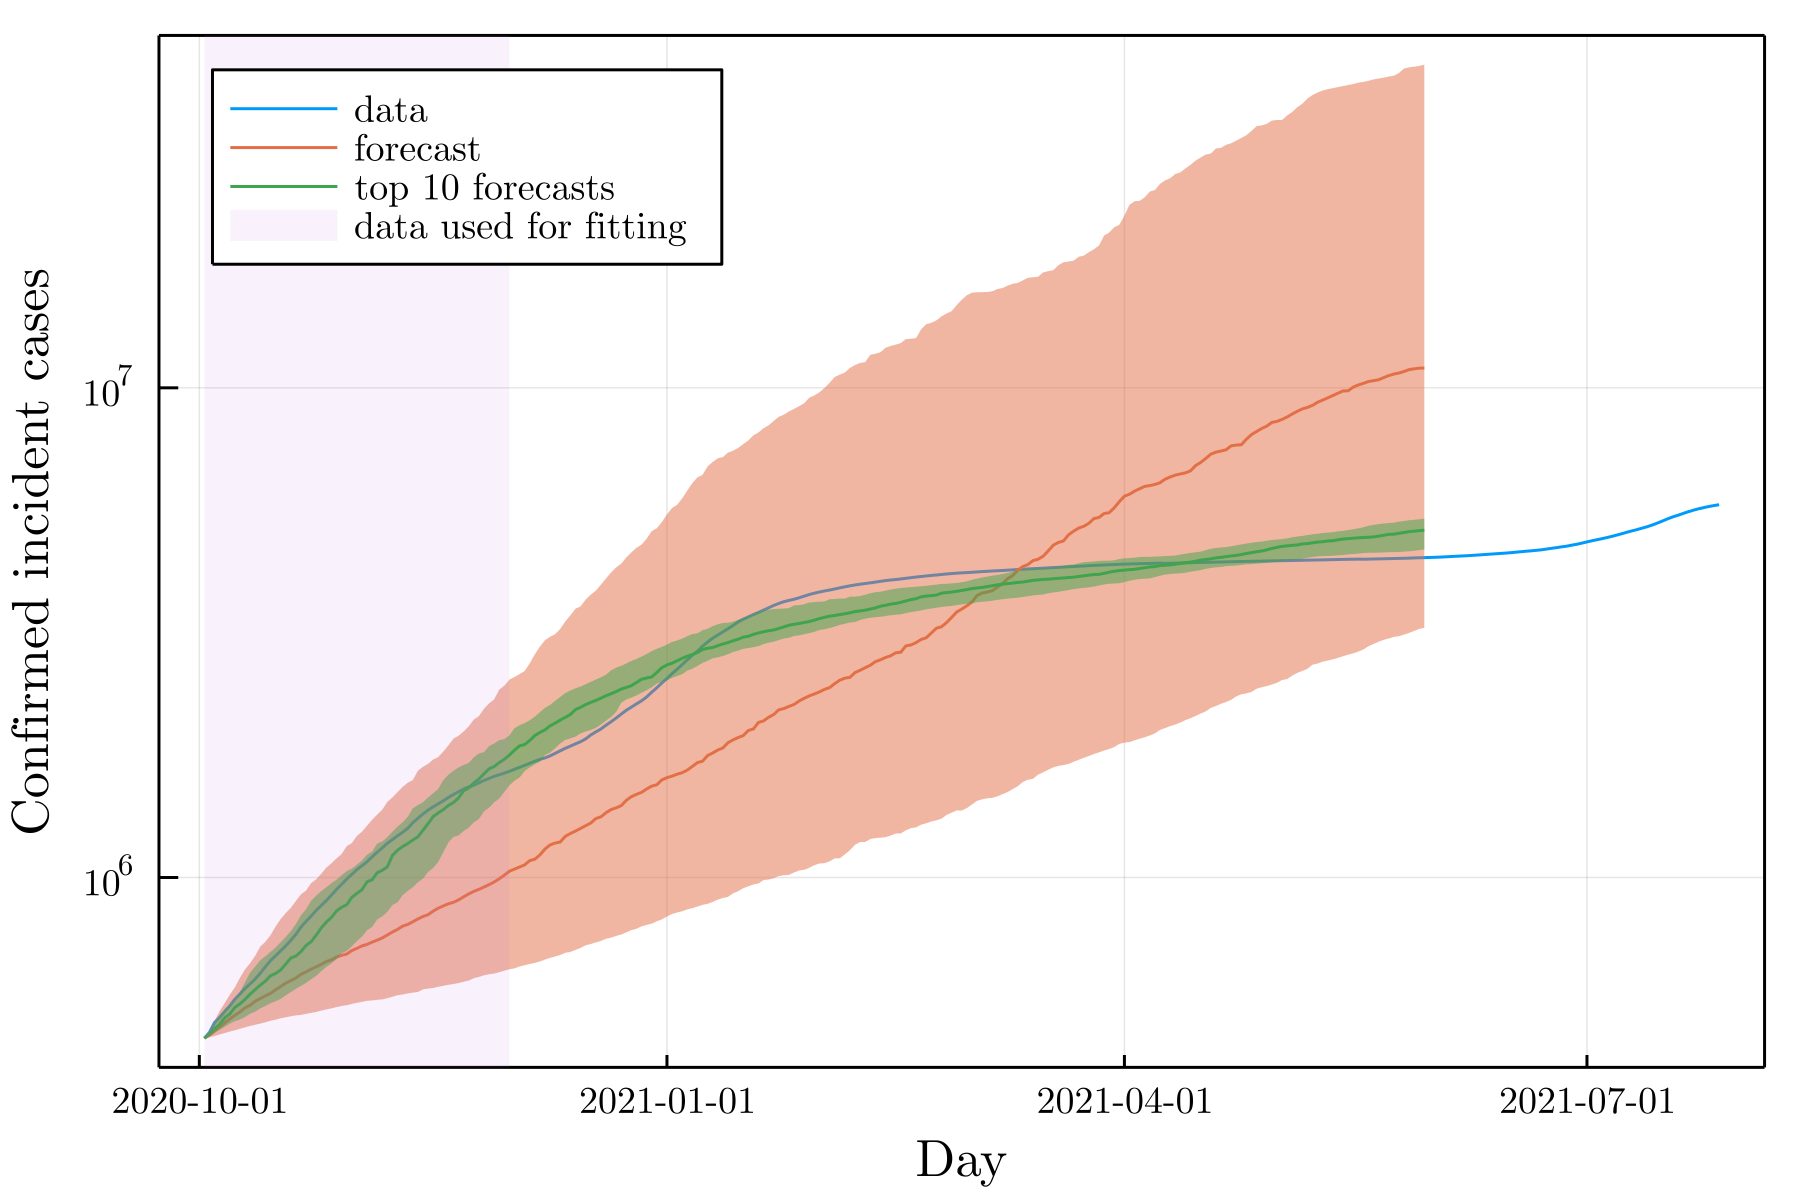 data
forecast
top 10 forecasts
data used for fitting
Confirmed incident cases
10^7
10^6
2020-10-01
2021-01-01
2021-04-01
2021-07-01
Day